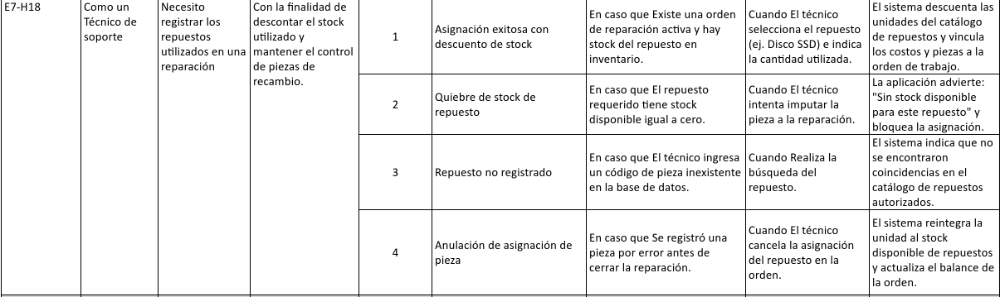 E7-H18
Como un
Técnico de
soporte
Necesito
registrar los
repuestos
utilizados en una
reparación
Con la finalidad de
descontar el stock
utilizado y
mantener el control
de piezas de
recambio.
1
Asignación exitosa con
descuento de stock
En caso que Existe una orden
de reparación activa y hay
stock del repuesto en
inventario.
Cuando El técnico
selecciona el repuesto
(ej. Disco SSD) e indica
la cantidad utilizada.
El sistema descuenta las
unidades del catálogo
de repuestos y vincula
los costos y piezas a la
orden de trabajo.
2
Quiebre de stock de
repuesto
En caso que El repuesto
requerido tiene stock
disponible igual a cero.
Cuando El técnico
intenta imputar la
pieza a la reparación.
La aplicación advierte:
"Sin stock disponible
para este repuesto" y
bloquea la asignación.
3
Repuesto no registrado
En caso que El técnico ingresa
un código de pieza inexistente
en la base de datos.
Cuando Realiza la
búsqueda del
repuesto.
El sistema indica que no
se encontraron
coincidencias en el
catálogo de repuestos
autorizados.
4
Anulación de asignación de
pieza
En caso que Se registró una
pieza por error antes de
cerrar la reparación.
Cuando El técnico
cancela la asignación
del repuesto en la
orden.
El sistema reintegra la
unidad al stock
disponible de repuestos
y actualiza el balance de
la orden.